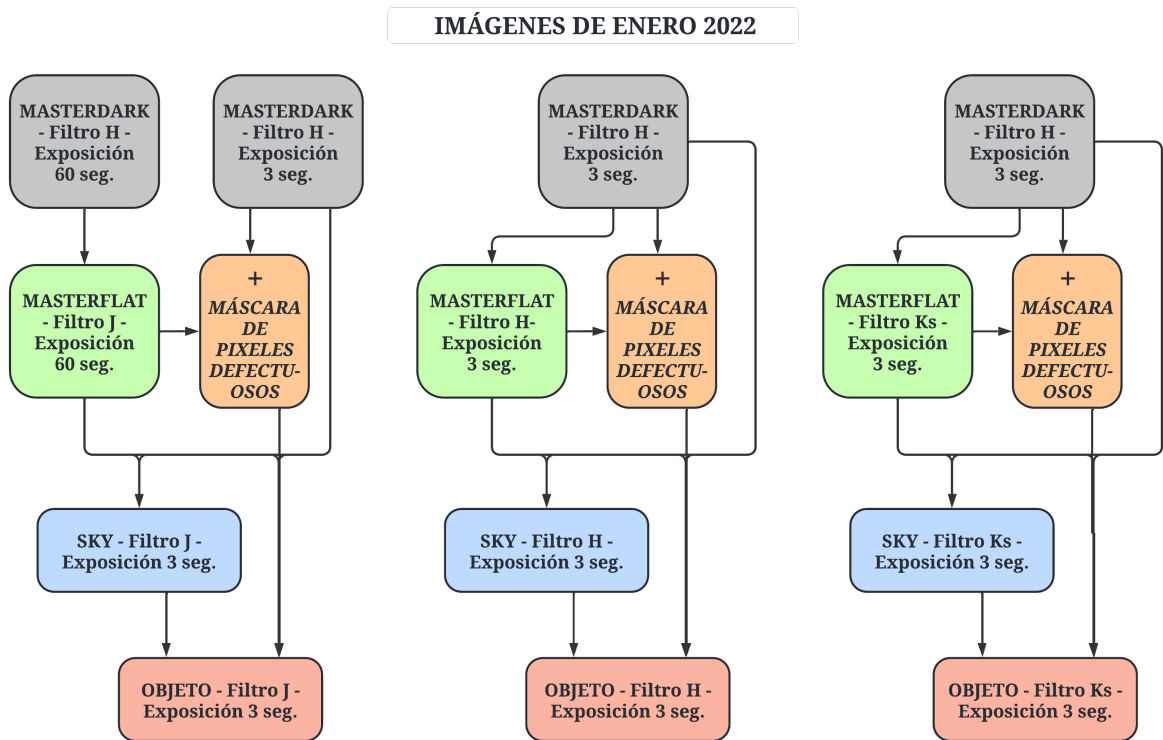 IMÁGENES DE ENERO 2022
MASTERDARK
- Filtro H -
Exposición
60 seg.
MASTERDARK
- Filtro H -
Exposición
3 seg.
MASTERDARK
- Filtro H -
Exposición
3 seg.
MASTERDARK
- Filtro H -
Exposición
3 seg.
MASTERFLAT
- Filtro J -
Exposición
60 seg.
+
MÁSCARA
DE
PIXELES
DEFECTU-
OSOS
MASTERFLAT
- Filtro H-
Exposición
3 seg.
+
MÁSCARA
DE
PIXELES
DEFECTU-
OSOS
MASTERFLAT
- Filtro Ks -
Exposición
3 seg.
+
MÁSCARA
DE
PIXELES
DEFECTU-
OSOS
SKY - Filtro J -
Exposición 3 seg.
SKY - Filtro H -
Exposición 3 seg.
SKY - Filtro Ks -
Exposición 3 seg.
OBJETO - Filtro J -
Exposición 3 seg.
OBJETO - Filtro H -
Exposición 3 seg.
OBJETO - Filtro Ks -
Exposición 3 seg.